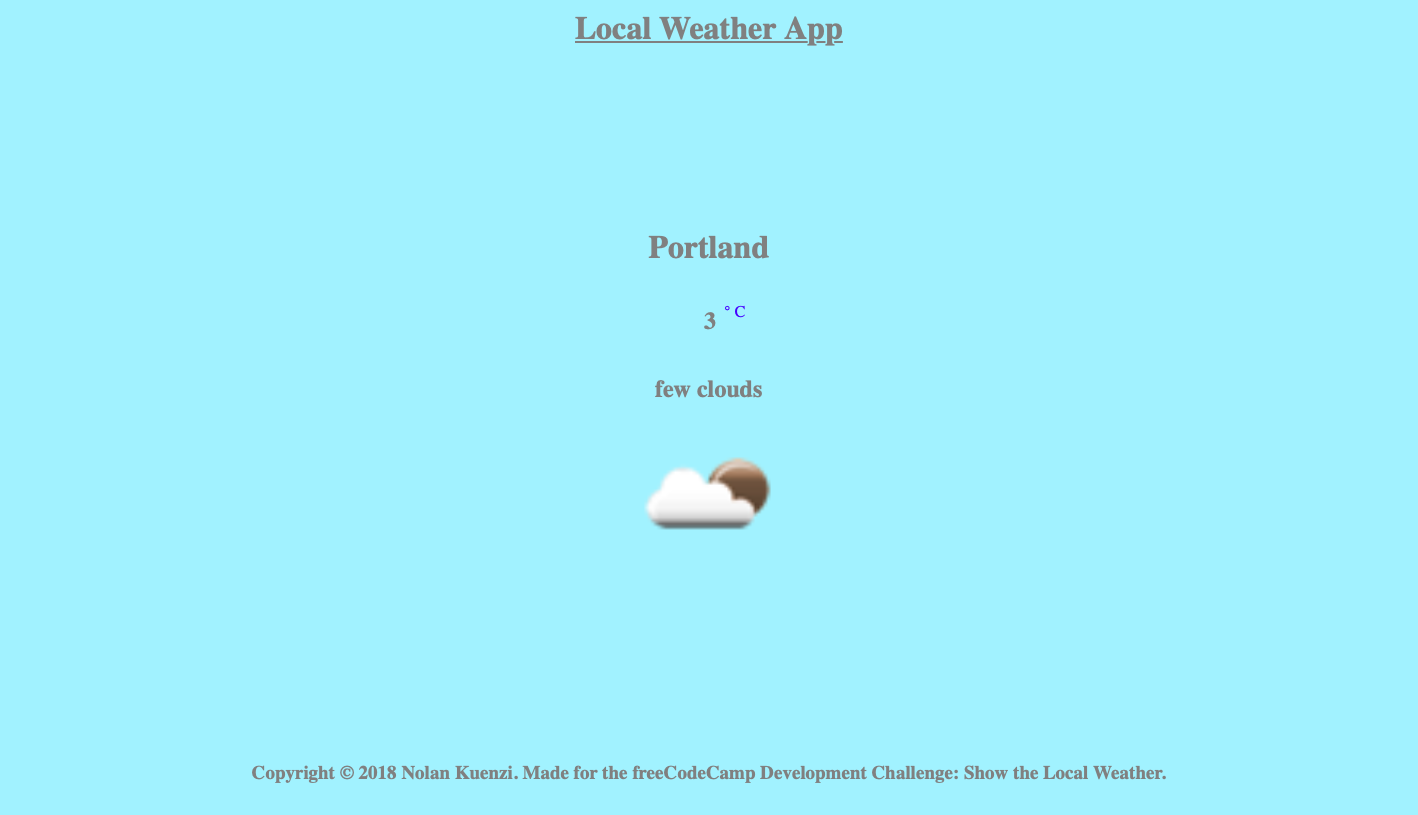 Local Weather App
Portland
3 ° C
few clouds
Copyright © 2018 Nolan Kuenzi. Made for the freeCodeCamp Development Challenge: Show the Local Weather.